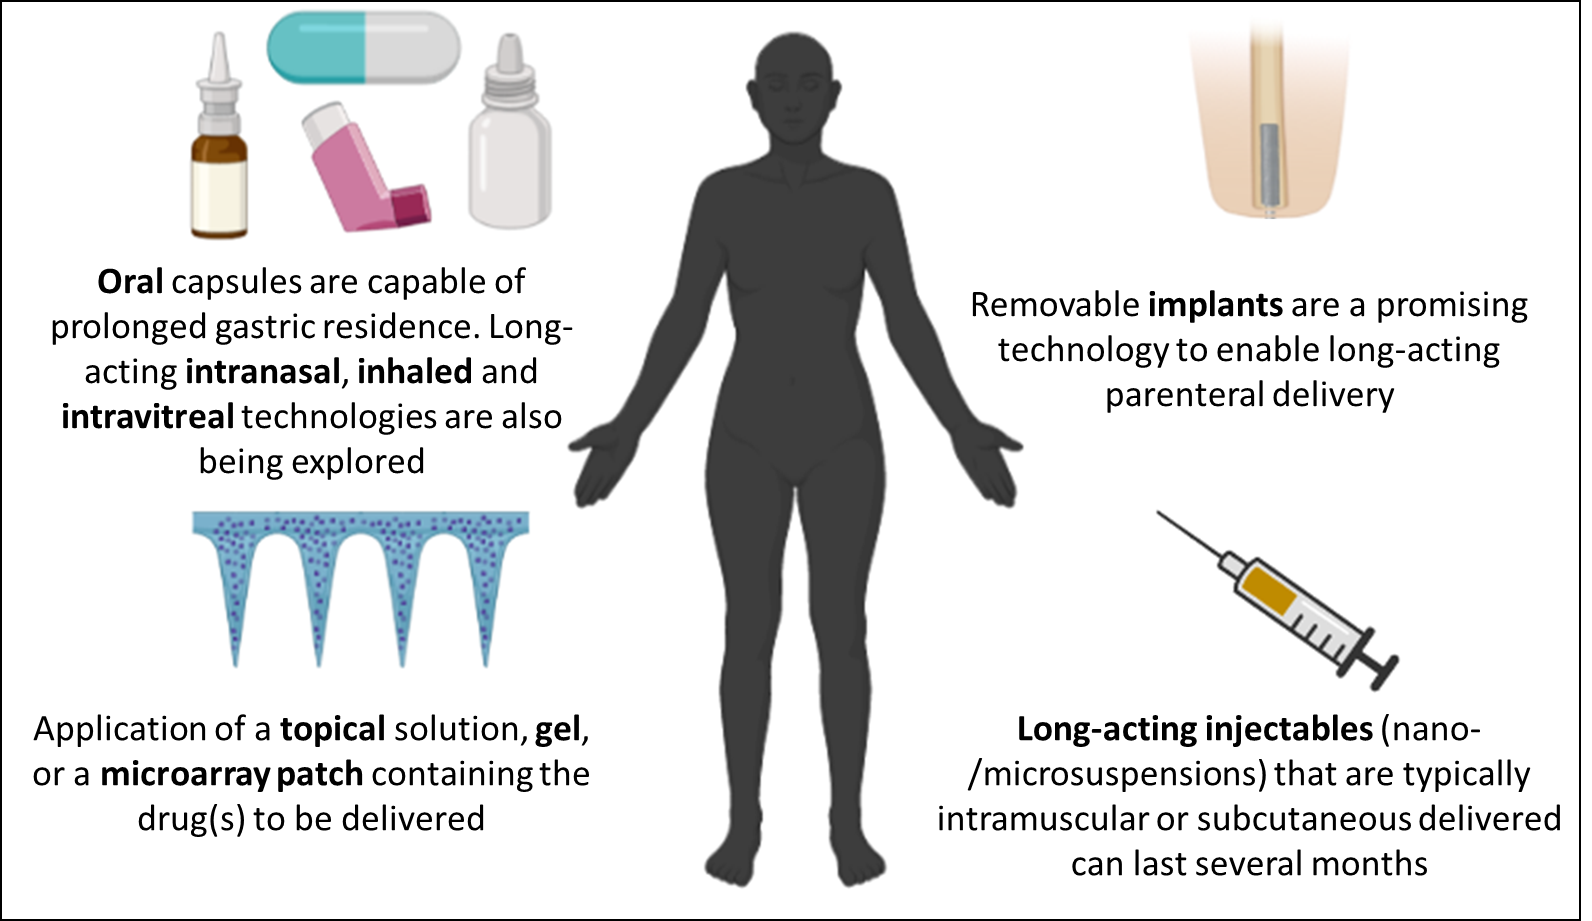 Oral capsules are capable of
prolonged gastric residence. Long-
acting intranasal, inhaled and
intravitreal technologies are also
being explored
Removable implants are a promising
technology to enable long-acting
parenteral delivery
Application of a topical solution, gel,
or a microarray patch containing the
drug(s) to be delivered
Long-acting injectables (nano-
/microsuspensions) that are typically
intramuscular or subcutaneous delivered
can last several months